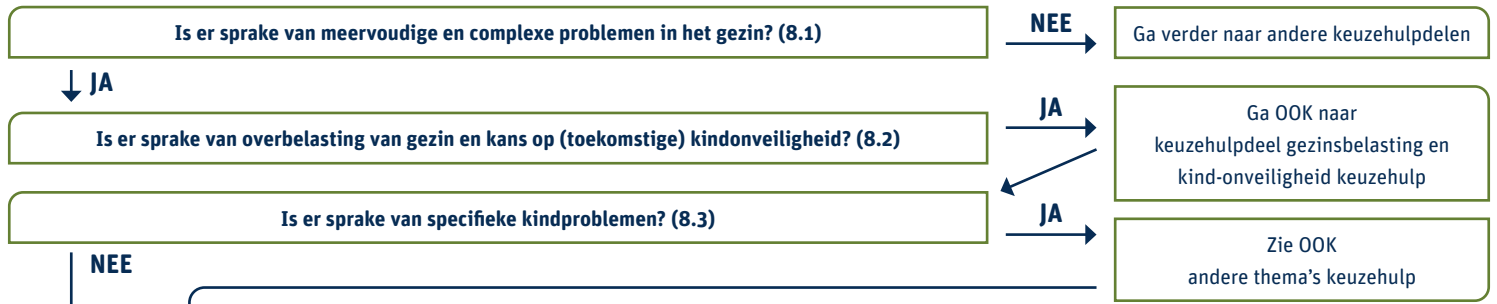 Is er sprake van meervoudige en complexe problemen in het gezin? (8.1)
NEE
Ga verder naar andere keuzehulpdelen
JA
Is er sprake van overbelasting van gezin en kans op (toekomstige) kindonveiligheid? (8.2)
JA
Ga OOK naar
keuzehulpdeel gezinsbelasting en
kind-onveiligheid keuzehulp
Is er sprake van specifieke kindproblemen? (8.3)
JA
Zie OOK
andere thema's keuzehulp
NEE